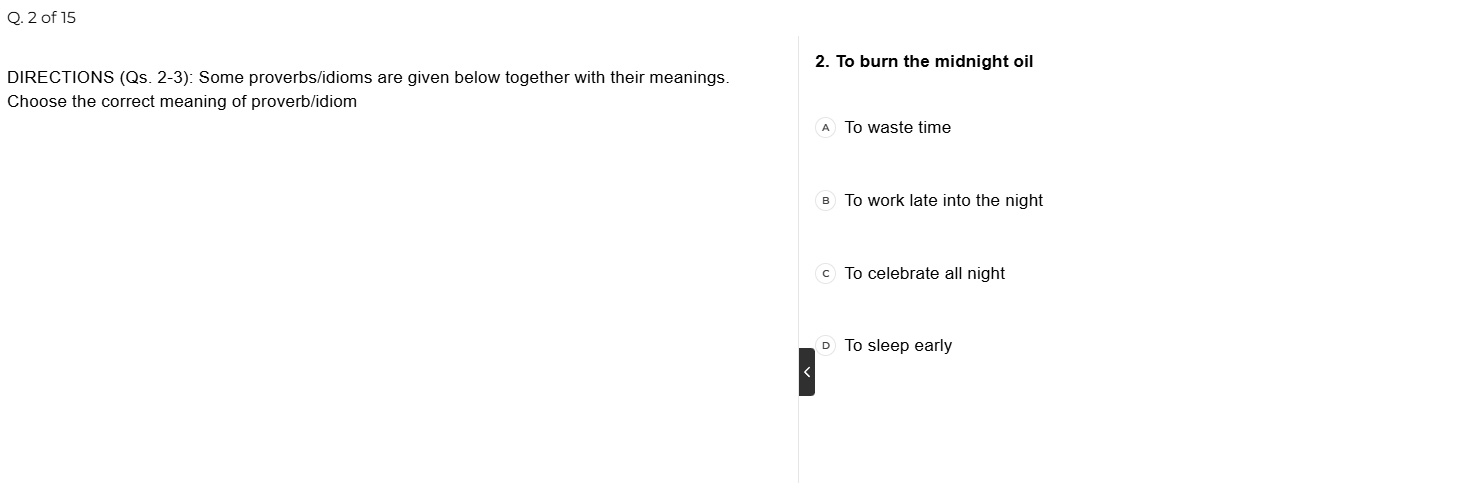 Q. 2 of 15
DIRECTIONS (Qs. 2-3): Some proverbs/idioms are given below together with their meanings.
Choose the correct meaning of proverb/idiom
2. To burn the midnight oil
A To waste time
B To work late into the night
C To celebrate all night
D To sleep early